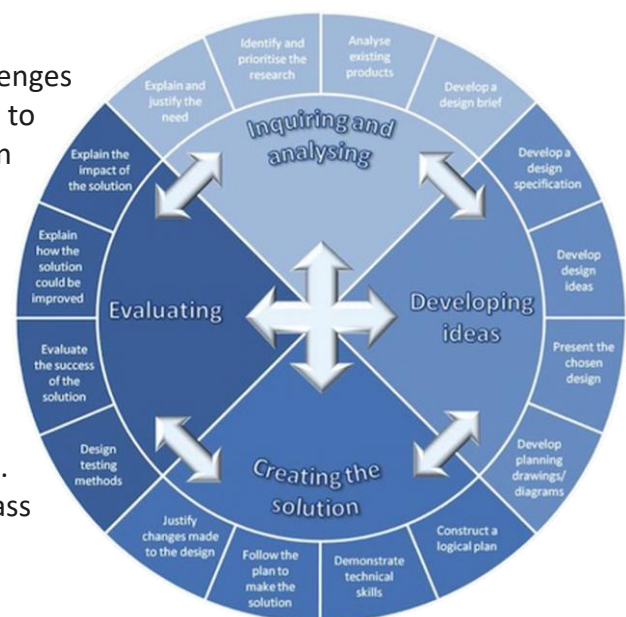 enges
to
n
.
ass
Explain and
justify the
need
Identify and
prioritise the
research
Analyse
existing
products
Develop a
design brief
Inquiring and
analysing
Develop a
design
specification
Develop
design
ideas
Present the
chosen
design
Develop
planning
drawings/
diagrams
Developing
ideas
Construct a
logical plan
Demonstrate
technical
skills
Follow the
plan to
make the
solution
Justify
changes made
to the design
Creating the
solution
Design
testing
methods
Evaluate
the success
of the
solution
Explain
how the
solution
could be
improved
Explain the
impact of
the solution
Evaluating